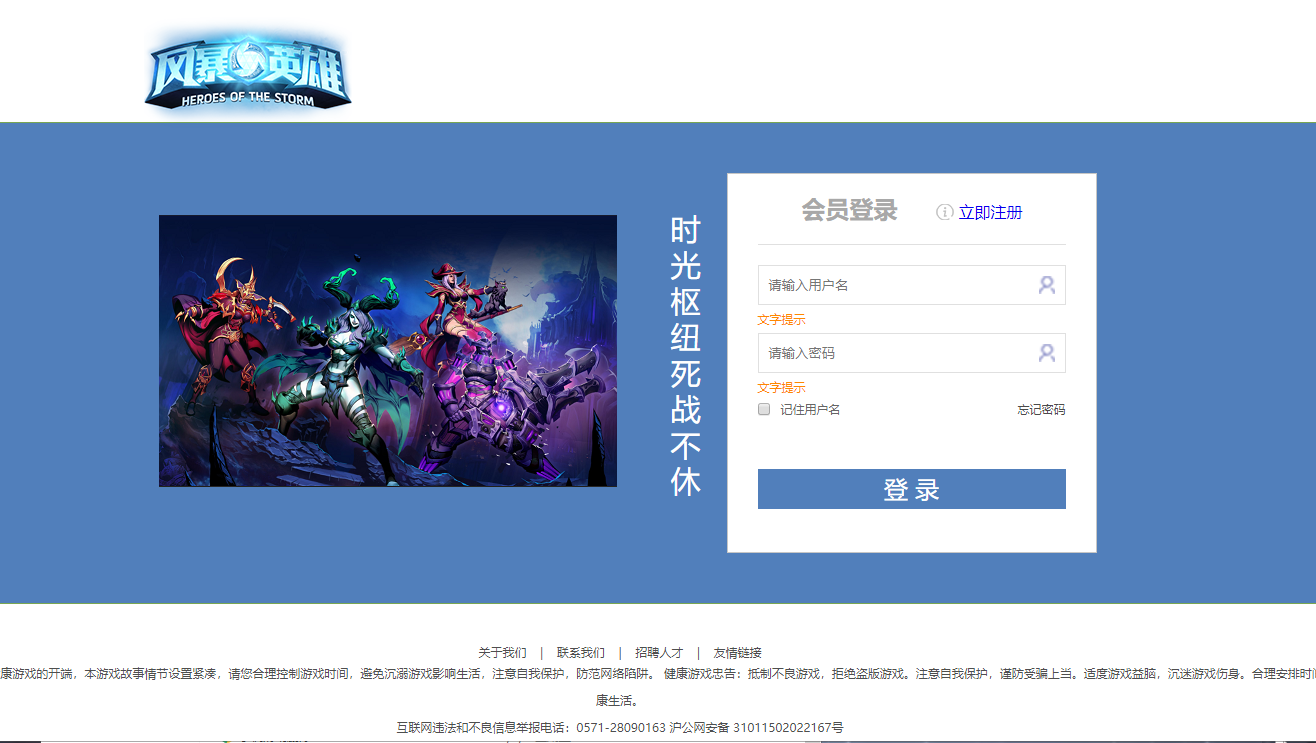 风暴英雄
HEROES OF THE STORM
时光枢纽死战不休
会员登录 立即注册
请输入用户名
文字提示
请输入密码
文字提示
记住用户名 忘记密码
登 录
关于我们 | 联系我们 | 招聘人才 | 友情链接
康游戏的开端，本游戏故事情节设置紧凑，请您合理控制游戏时间，避免沉溺游戏影响生活，注意自我保护，防范网络陷阱。 健康游戏忠告：抵制不良游戏，拒绝盗版游戏。注意自我保护，谨防受骗上当。适度游戏益脑，沉迷游戏伤身。合理安排时间
康生活。
互联网违法和不良信息举报电话：0571-28090163 沪公网安备 31011502022167号